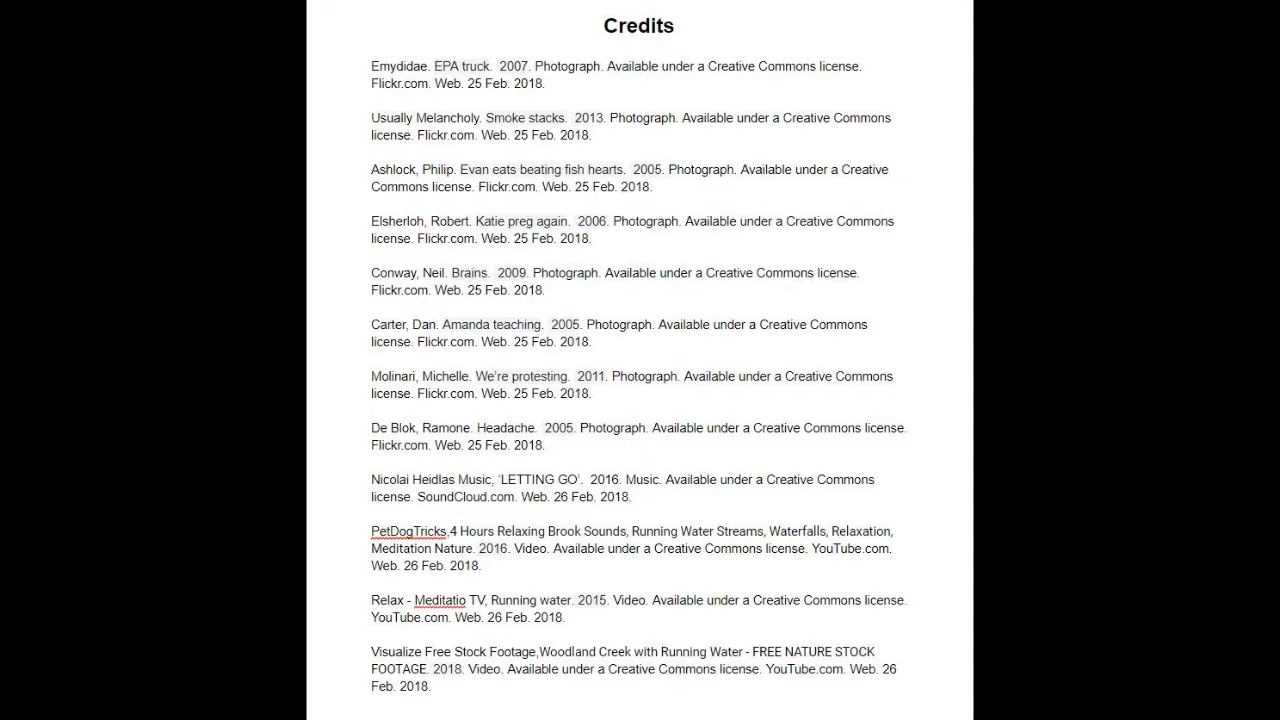 Credits
Emydidae. EPA truck.  2007. Photograph. Available under a Creative Commons license.
Flickr.com. Web. 25 Feb. 2018.
Usually Melancholy. Smoke stacks.  2013. Photograph. Available under a Creative Commons
license. Flickr.com. Web. 25 Feb. 2018.
Ashlock, Philip. Evan eats beating fish hearts.  2005. Photograph. Available under a Creative
Commons license. Flickr.com. Web. 25 Feb. 2018.
Elsherloh, Robert. Katie preg again.  2006. Photograph. Available under a Creative Commons
license. Flickr.com. Web. 25 Feb. 2018.
Conway, Neil. Brains.  2009. Photograph. Available under a Creative Commons license.
Flickr.com. Web. 25 Feb. 2018.
Carter, Dan. Amanda teaching.  2005. Photograph. Available under a Creative Commons
license. Flickr.com. Web. 25 Feb. 2018.
Molinari, Michelle. We’re protesting.  2011. Photograph. Available under a Creative Commons
license. Flickr.com. Web. 25 Feb. 2018.
De Blok, Ramone. Headache.  2005. Photograph. Available under a Creative Commons license.
Flickr.com. Web. 25 Feb. 2018.
Nicolai Heidlas Music, ‘LETTING GO’.  2016. Music. Available under a Creative Commons
license. SoundCloud.com. Web. 26 Feb. 2018.
PetDogTricks,4 Hours Relaxing Brook Sounds, Running Water Streams, Waterfalls, Relaxation,
Meditation Nature. 2016. Video. Available under a Creative Commons license. YouTube.com.
Web. 26 Feb. 2018.
Relax - Meditatio TV, Running water. 2015. Video. Available under a Creative Commons license.
YouTube.com. Web. 26 Feb. 2018.
Visualize Free Stock Footage,Woodland Creek with Running Water - FREE NATURE STOCK
FOOTAGE. 2018. Video. Available under a Creative Commons license. YouTube.com. Web. 26
Feb. 2018.